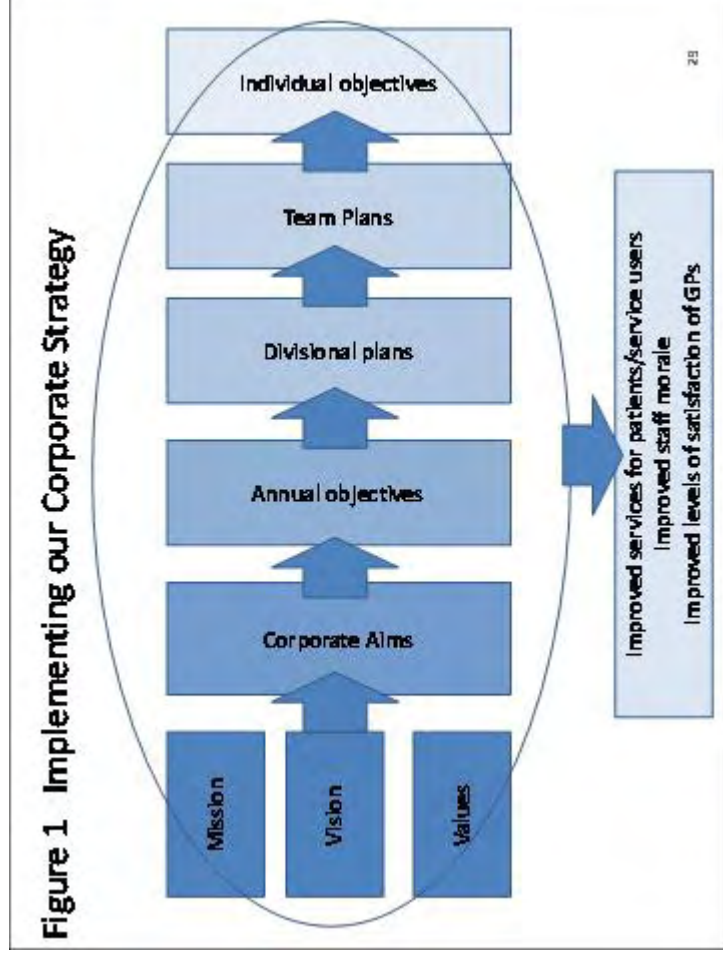 Figure 1 Implementing our Corporate Strategy
Mission
Vision
Values
Corporate Aims
Annual objectives
Divisional plans
Team Plans
Individual objectives
Improved services for patients/service users
Improved staff morale
Improved levels of satisfaction of GPs
29